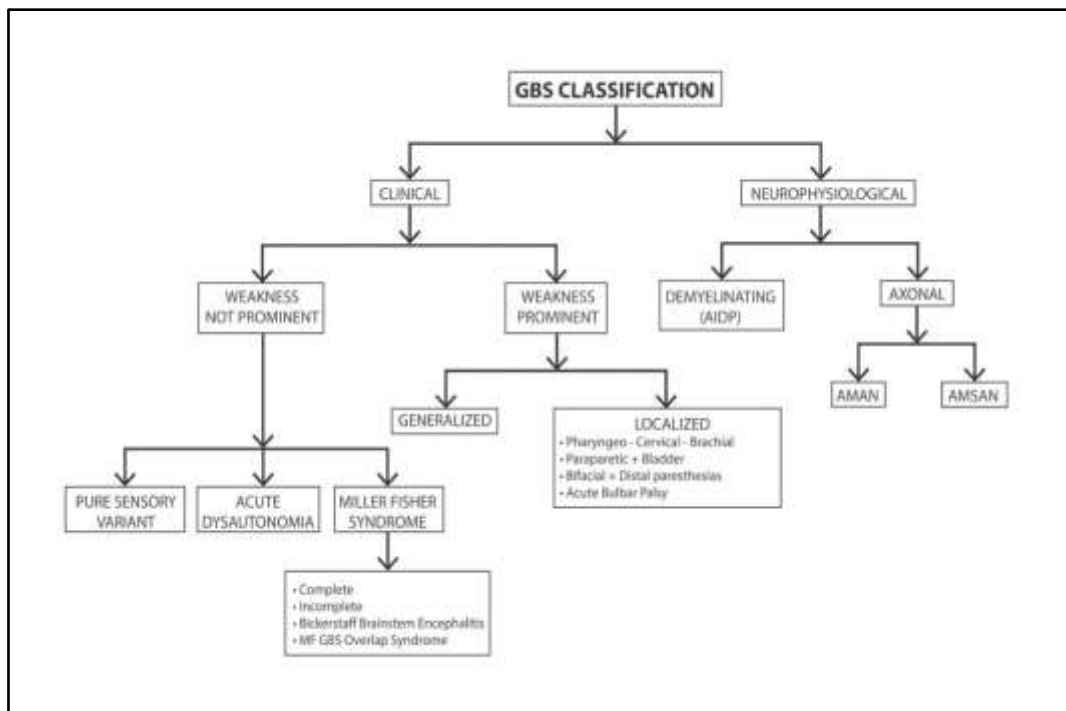 GBS CLASSIFICATION
CLINICAL
NEUROPHYSIOLOGICAL
WEAKNESS
NOT PROMINENT
WEAKNESS
PROMINENT
DEMYELINATING
(AIDP)
AXONAL
GENERALIZED
LOCALIZED
• Pharyngeo - Cervical - Brachial
• Paraparetic + Bladder
• Bifacial + Distal paresthesias
• Acute Bulbar Palsy
AMAN
AMSAN
PURE SENSORY
VARIANT
ACUTE
DYSAUTONOMIA
MILLER FISHER
SYNDROME
• Complete
• Incomplete
• Bickerstaff Brainstem Encephalitis
• MF GBS Overlap Syndrome